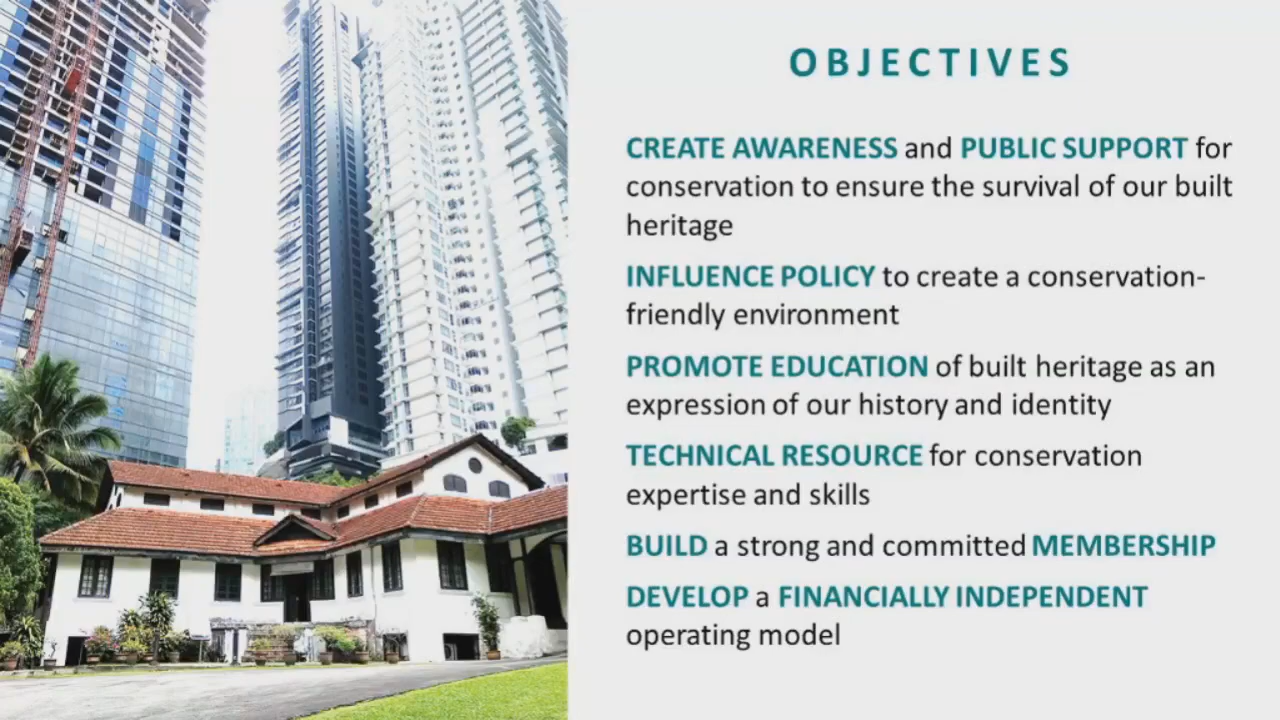 OBJECTIVES
CREATE AWARENESS and PUBLIC SUPPORT for
conservation to ensure the survival of our built
heritage
INFLUENCE POLICY to create a conservation-
friendly environment
PROMOTE EDUCATION of built heritage as an
expression of our history and identity
TECHNICAL RESOURCE for conservation
expertise and skills
BUILD a strong and committed MEMBERSHIP
DEVELOP a FINANCIALLY INDEPENDENT
operating model